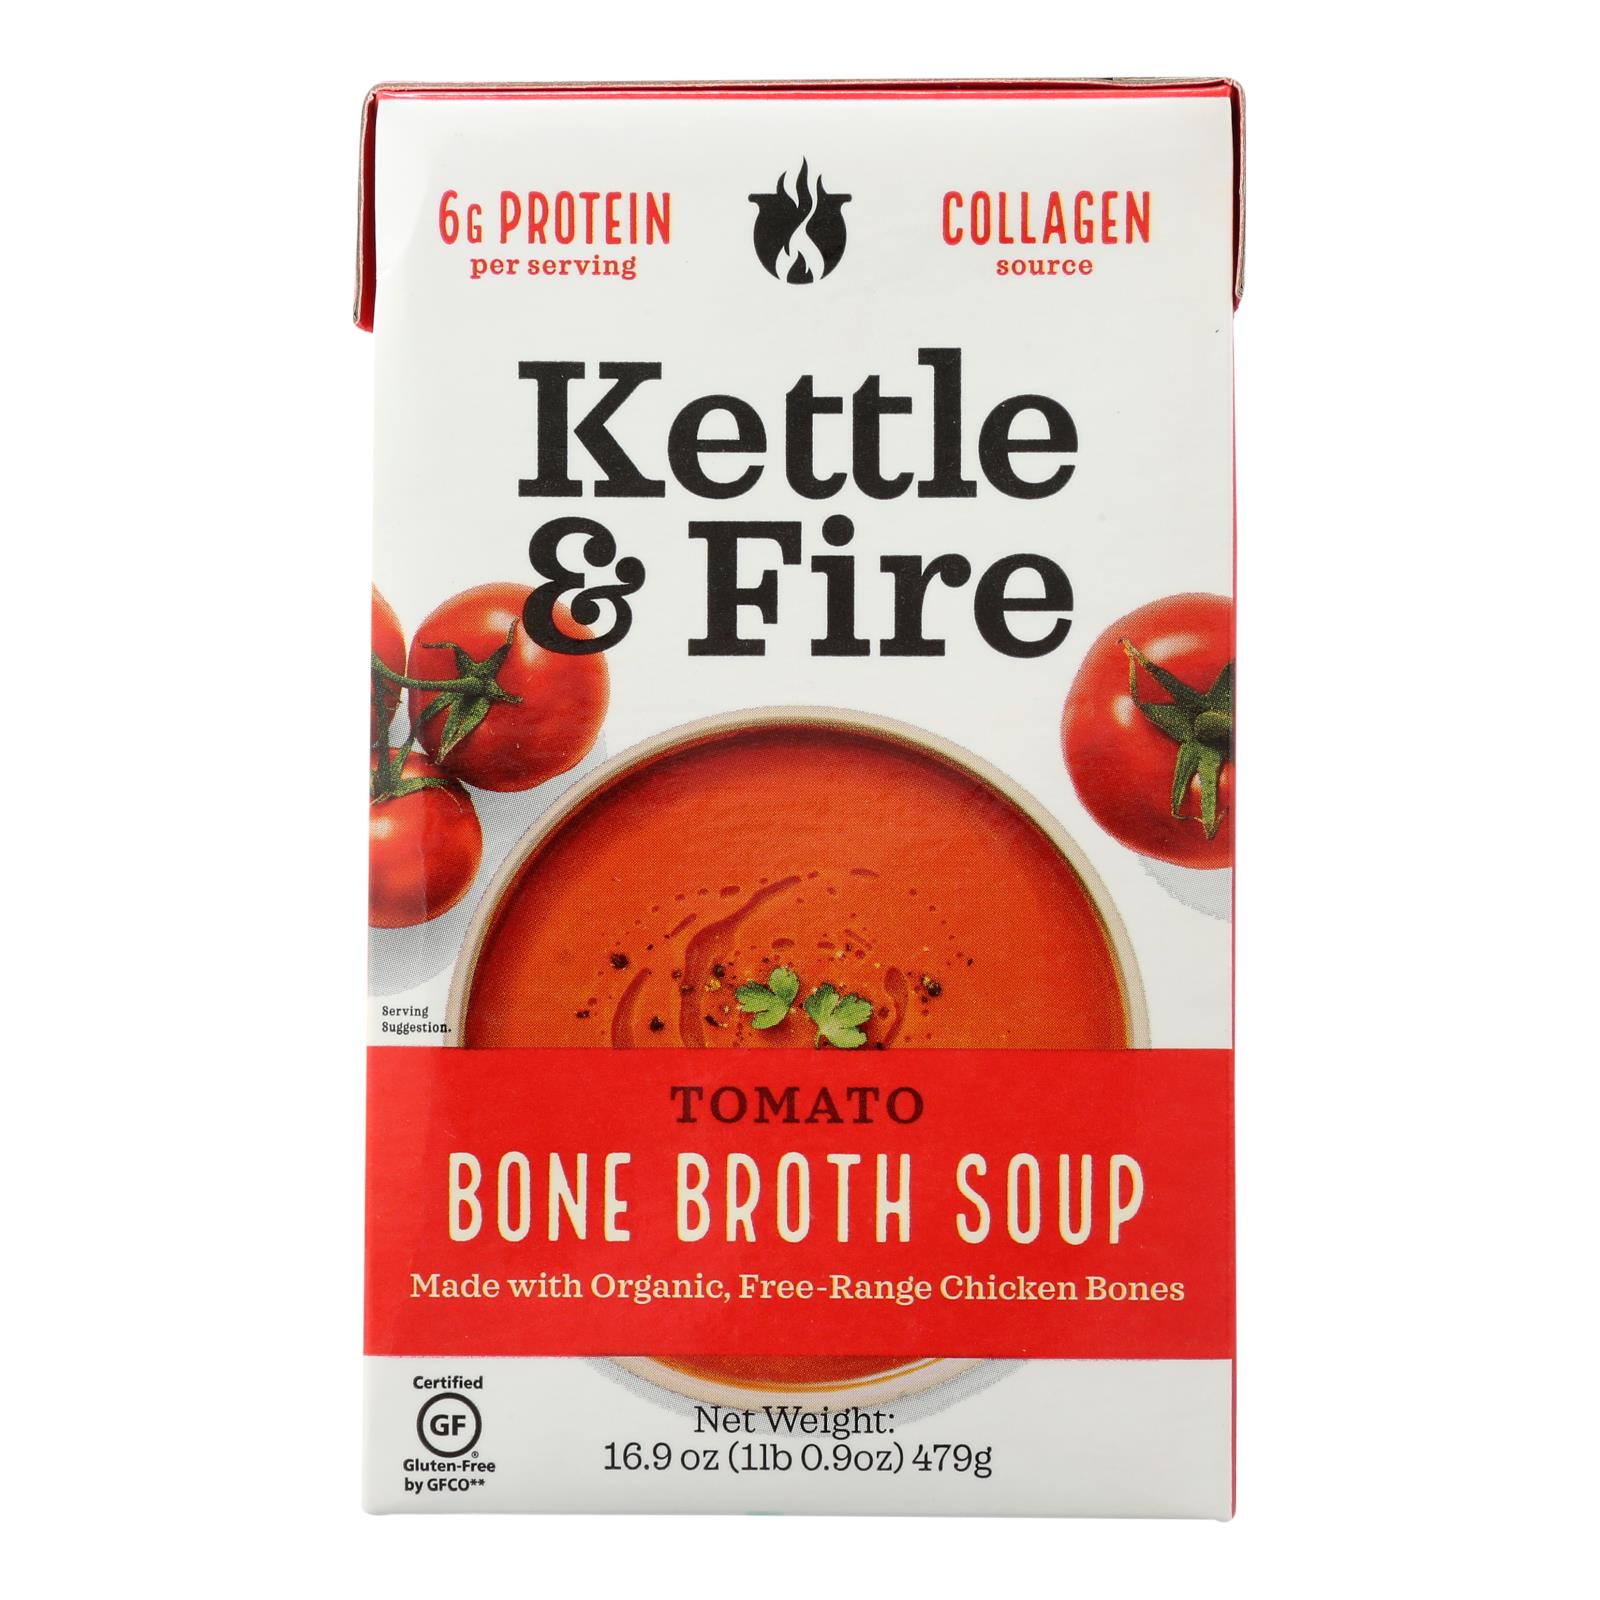 6G PROTEIN
per serving
COLLAGEN
source
Kettle
& Fire
Serving
Suggestion.
TOMATO
BONE BROTH SOUP
Made with Organic, Free-Range Chicken Bones
Certified
GF
®
Gluten-Free
by GFCO**
Net Weight:
16.9 oz (1lb 0.9oz) 479g